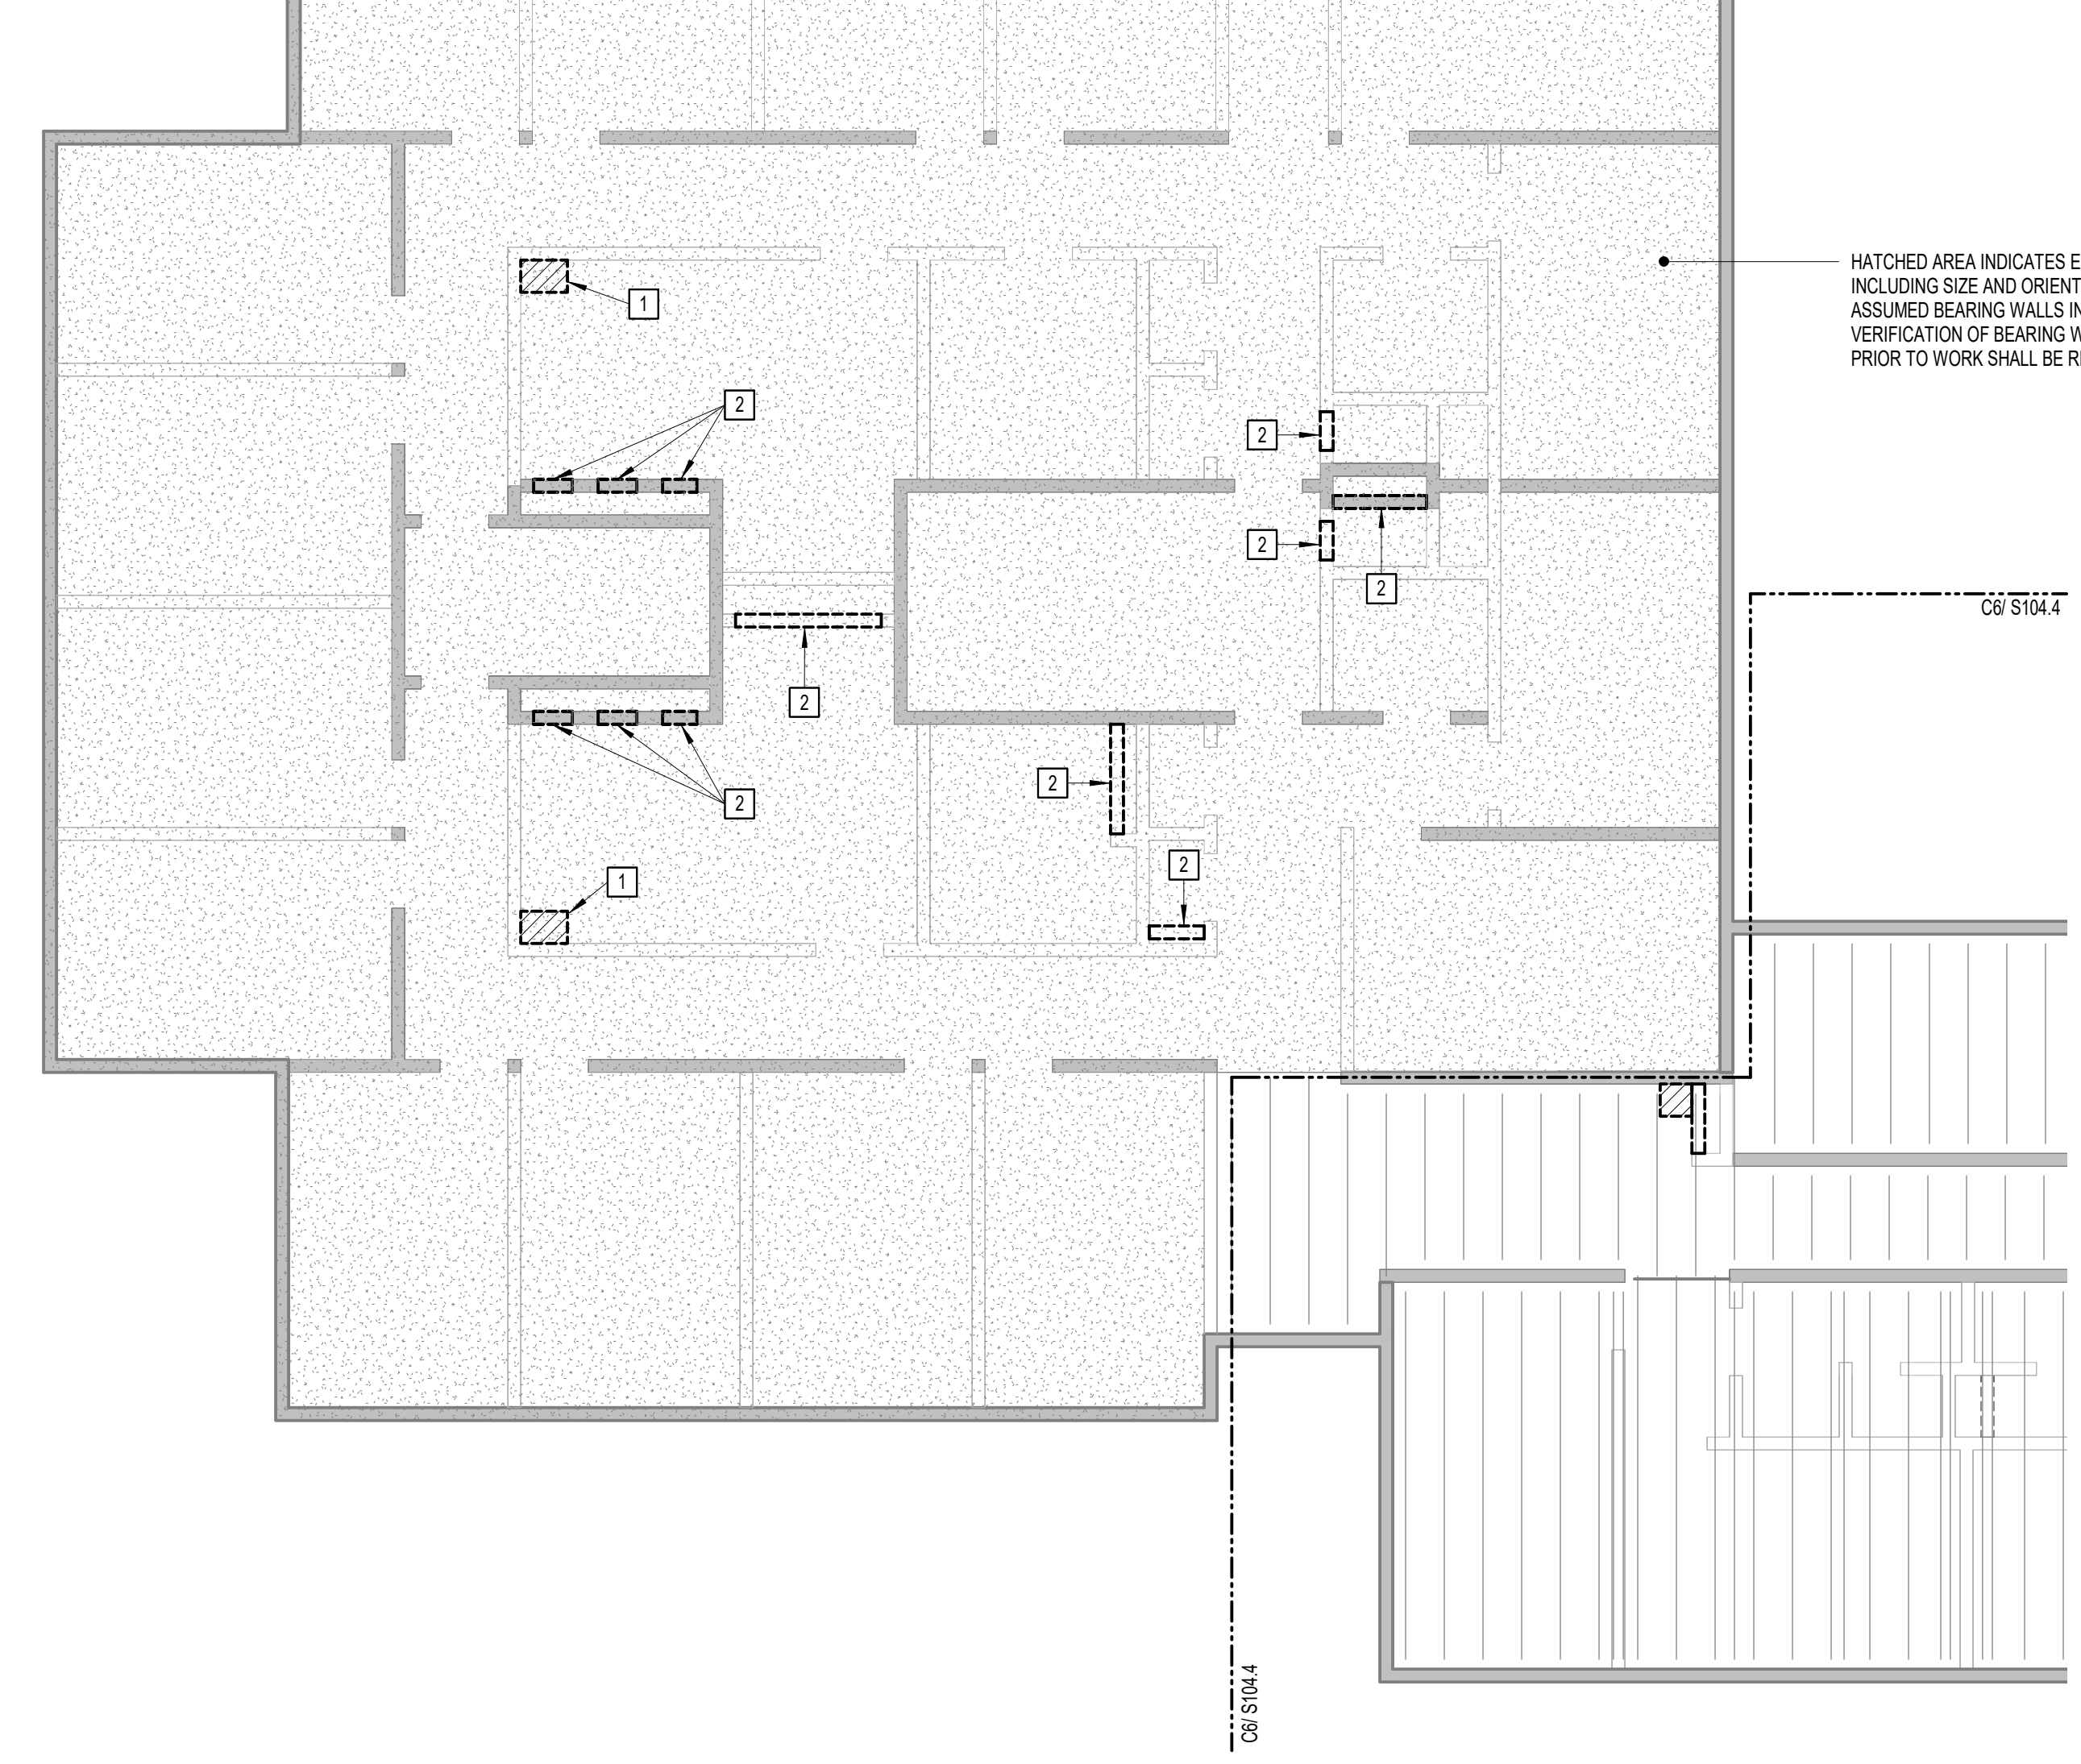 HATCHED AREA INDICATES E
INCLUDING SIZE AND ORIENT
ASSUMED BEARING WALLS IN
VERIFICATION OF BEARING W
PRIOR TO WORK SHALL BE R
1
2
2
2
2
C6/ S104.4
2
2
2
2
2
1
C6/ S104.4